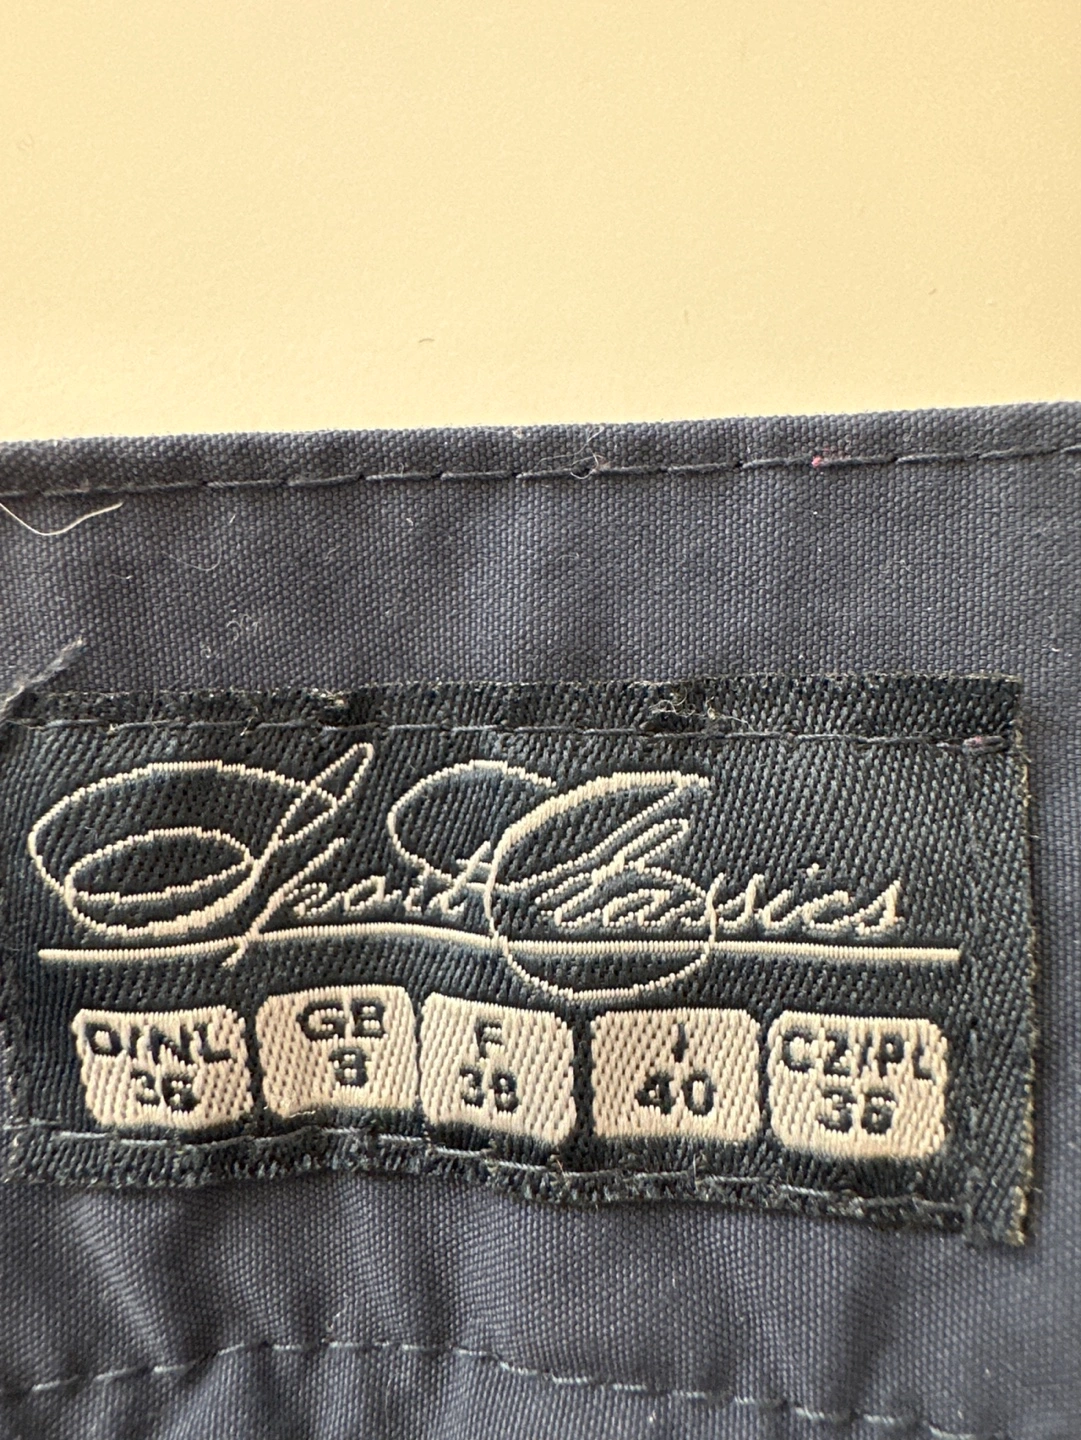 Sport Classics
D/NL GB F I CZ/PL
36 8 38 40 36